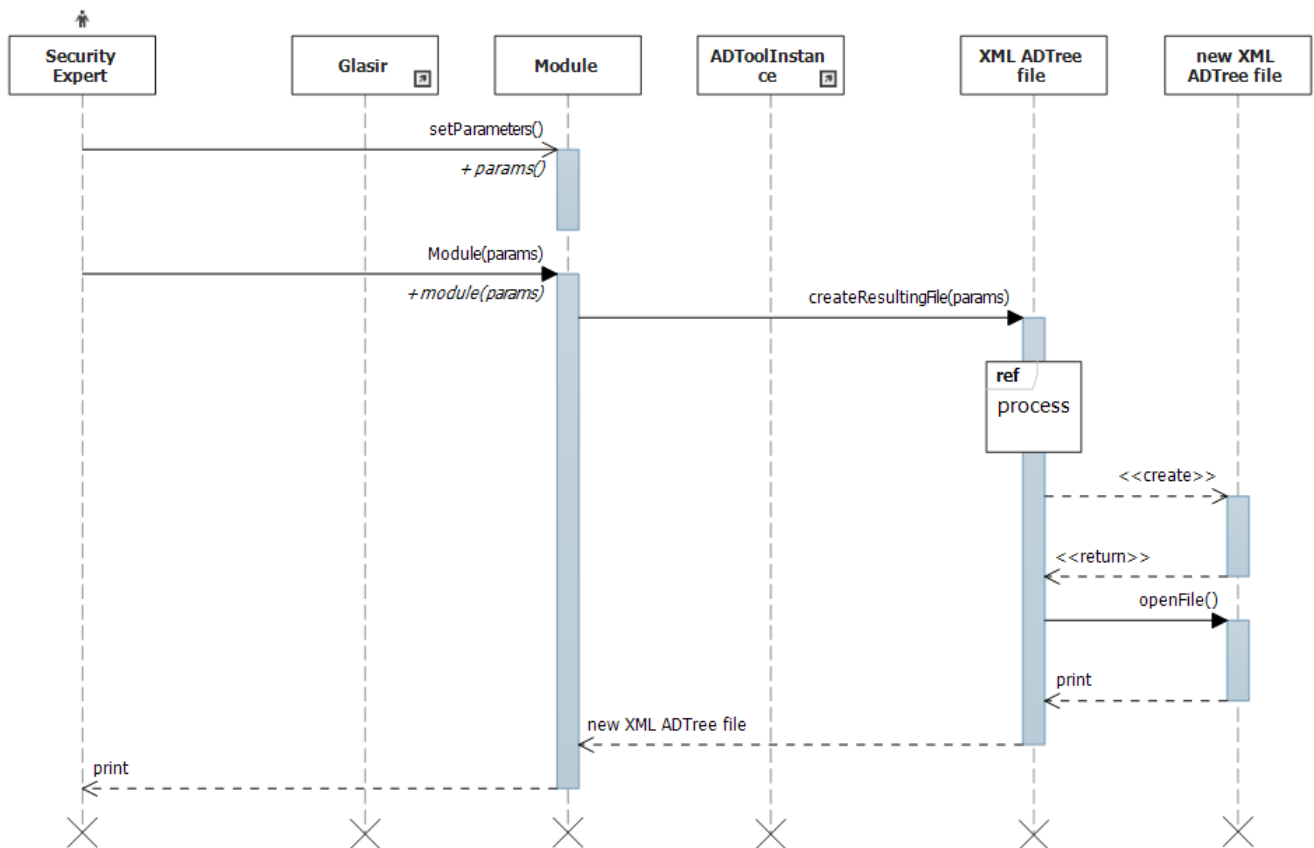 Security
Expert
Glasir
Module
ADToolInstan
ce
XML ADTree
file
new XML
ADTree file
setParameters()
+ params()
Module(params)
+module(params)
createResultingFile(params)
ref
process
<<create>>
<<return>>
openFile()
print
new XML ADTree file
print